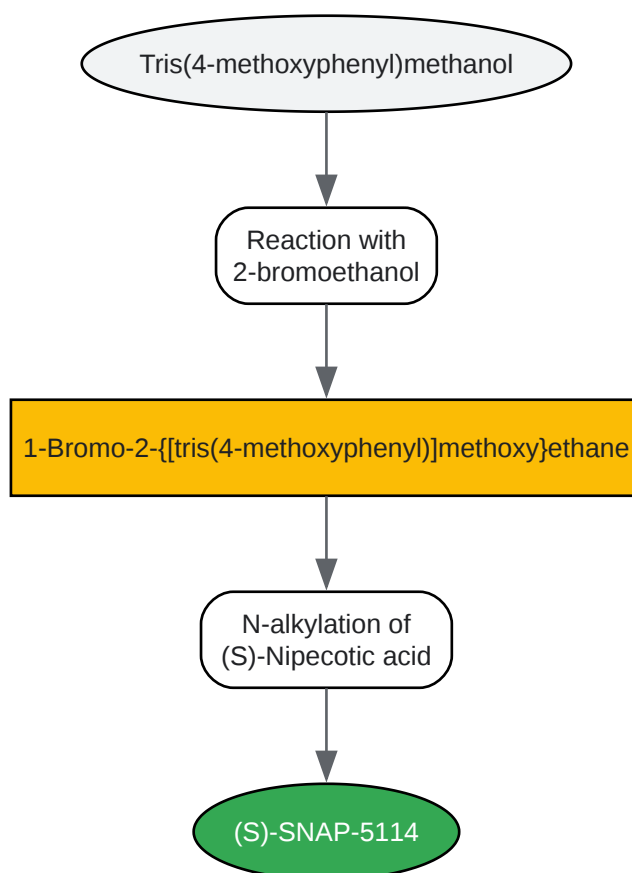 Tris(4-methoxyphenyl)methanol
Reaction with
2-bromoethanol
1-Bromo-2-{[tris(4-methoxyphenyl)]methoxy}ethane
N-alkylation of
(S)-Nipecotic acid
(S)-SNAP-5114